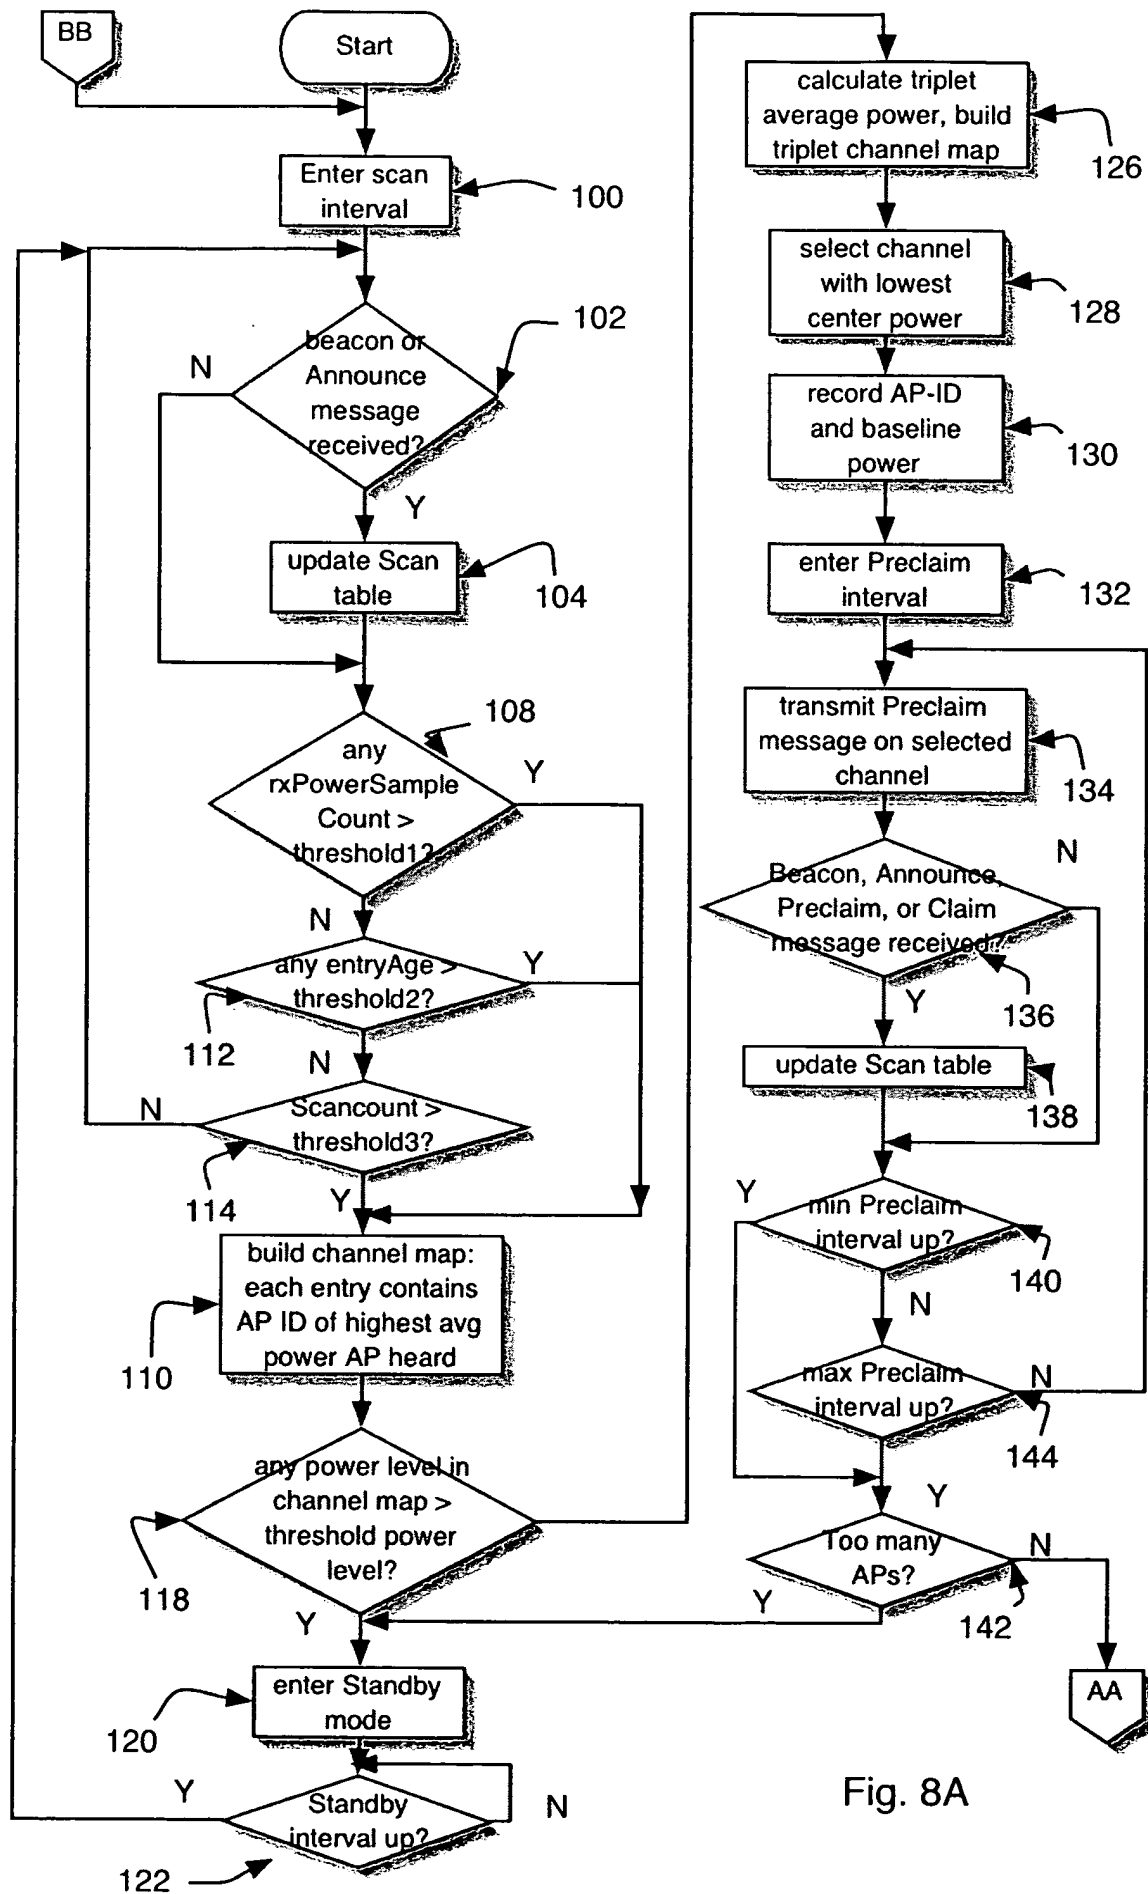 BB
Start
Enter scan
interval
100
beacon or
Announce
message
received?
102
N
Y
update Scan
table
104
any
rxPowerSample
Count >
threshold1?
108
Y
N
any entryAge >
threshold2?
Y
112
N
Scancount >
threshold3?
N
114
Y
build channel map:
each entry contains
AP ID of highest avg
power AP heard
110
any power level in
channel map >
threshold power
level?
118
Y
enter Standby
mode
120
Y
Standby
interval up?
N
122
calculate triplet
average power, build
triplet channel map
126
select channel
with lowest
center power
128
record AP-ID
and baseline
power
130
enter Preclaim
interval
132
transmit Preclaim
message on selected
channel
134
Beacon, Announce,
Preclaim, or Claim
message received?
N
136
Y
update Scan table
138
Y
min Preclaim
interval up?
140
N
max Preclaim
interval up?
N
144
Y
Too many
APs?
N
Y
142
AA
Fig. 8A